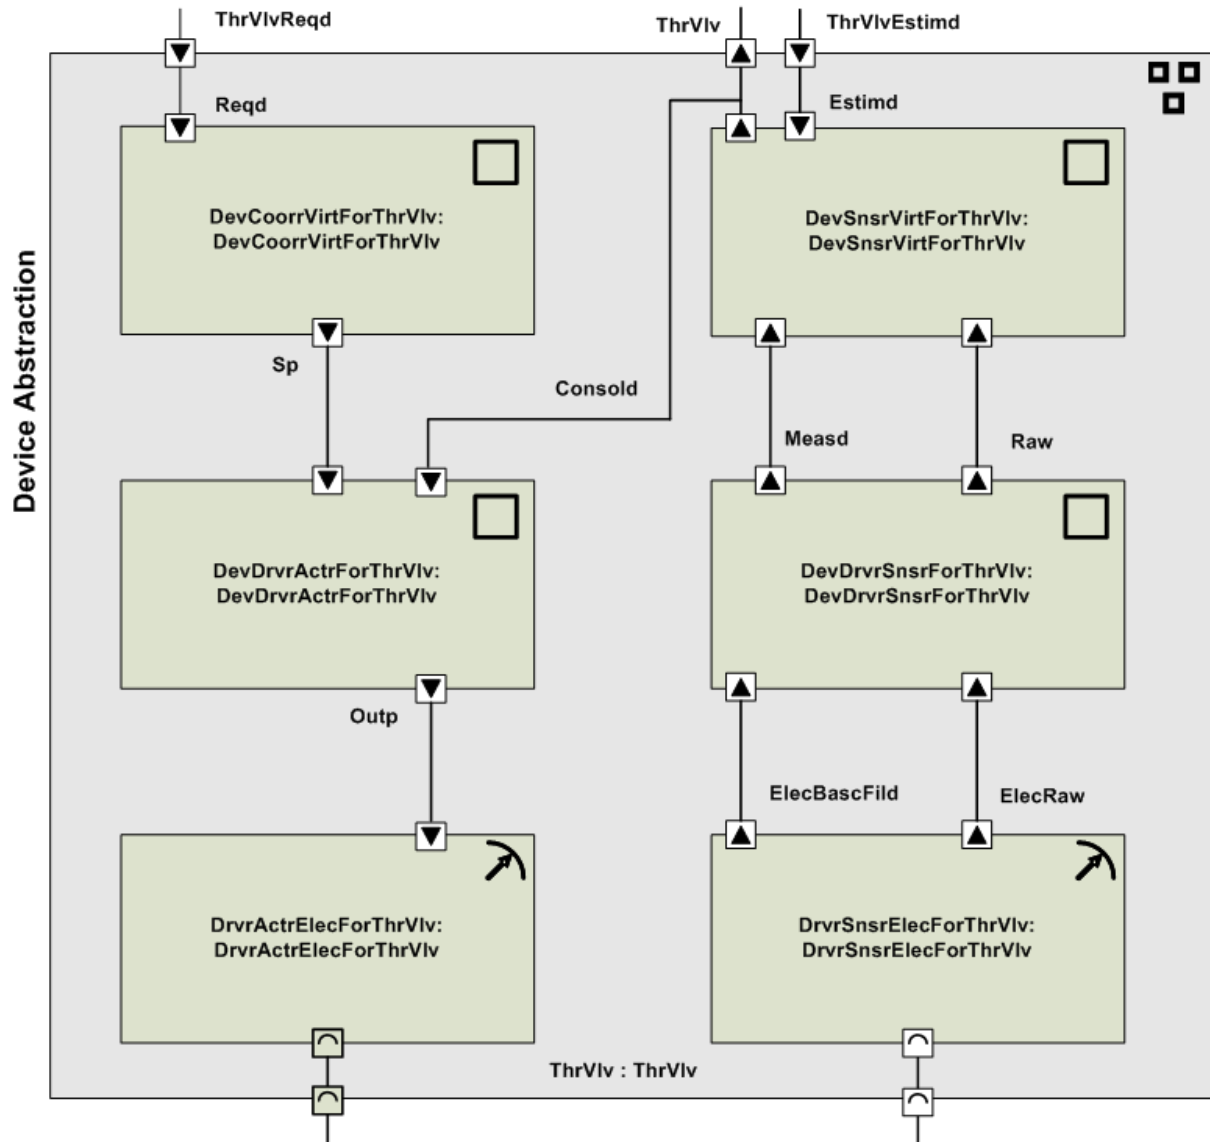 ThrVlvReqd
ThrVlv
ThrVlvEstimd
Reqd
Estimd
DevCoorrVirtForThrVlv:
DevCoorrVirtForThrVlv
DevSnsrVirtForThrVlv:
DevSnsrVirtForThrVlv
Device Abstraction
Sp
Consold
Measd
Raw
DevDrvrActrForThrVlv:
DevDrvrActrForThrVlv
DevDrvrSnsrForThrVlv:
DevDrvrSnsrForThrVlv
Outp
ElecBascFild
ElecRaw
DrvrActrElecForThrVlv:
DrvrActrElecForThrVlv
DrvrSnsrElecForThrVlv:
DrvrSnsrElecForThrVlv
ThrVlv : ThrVlv